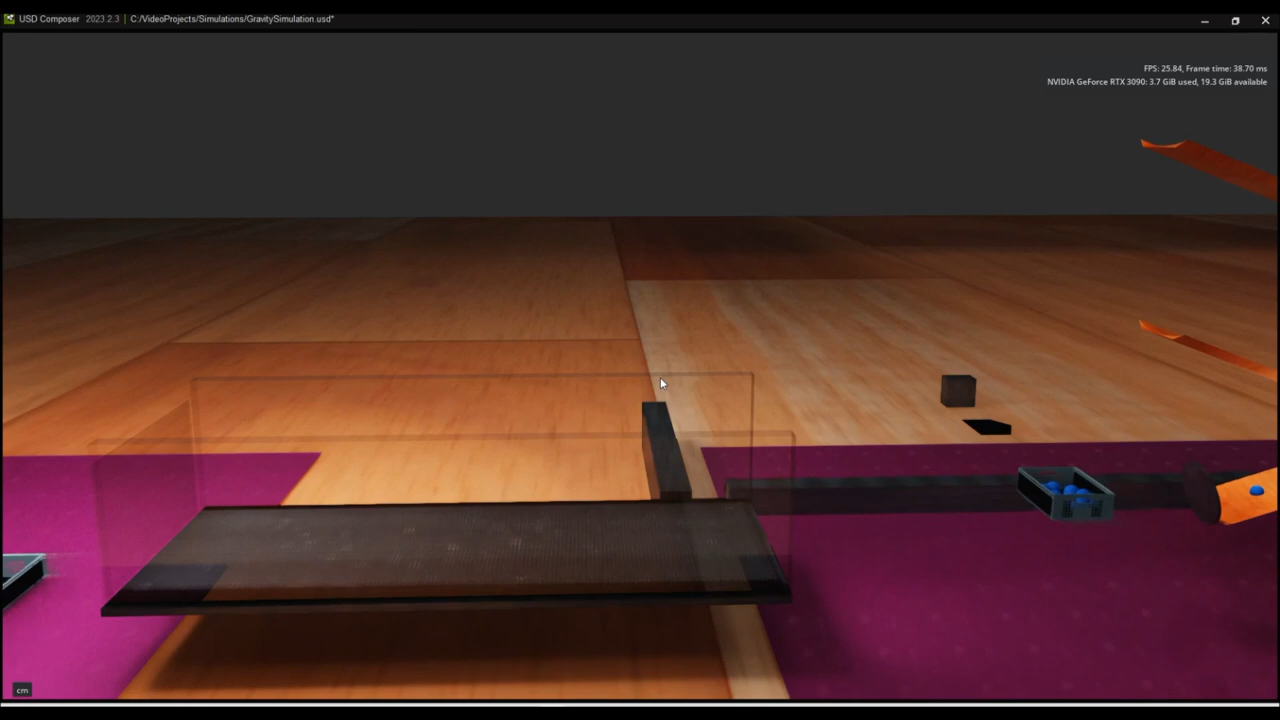 USD Composer 2023.2.3 | C:/VideoProjects/Simulations/GravitySimulation.usd*
FPS: 25.84, Frame time: 38.70 ms
NVIDIA GeForce RTX 3090: 3.7 GiB used, 19.3 GiB available
cm